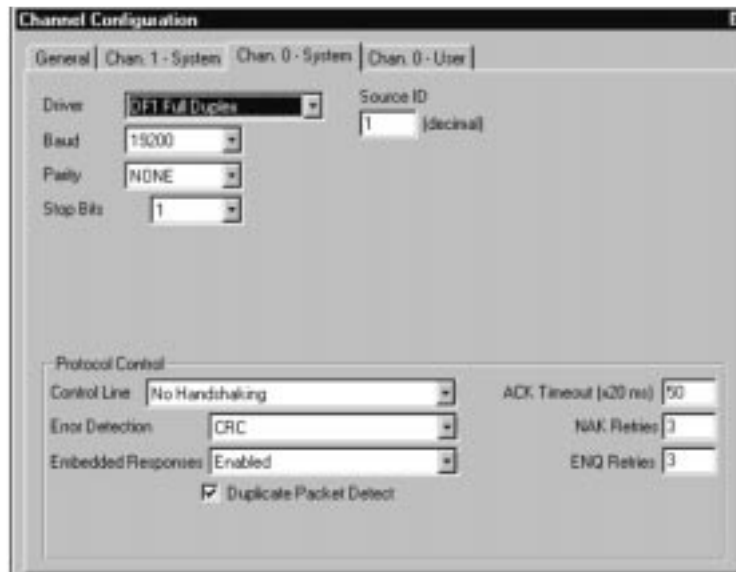 Channel Configuration
General
Chan. 1 - System
Chan. 0 - System
Chan. 0 - User
Driver
DF1 Full Duplex
Source ID
1
(decimal)
Baud
19200
Parity
NONE
Stop Bits
1
Protocol Control
Control Line
No Handshaking
ACK Timeout (x20 ms)
50
Error Detection
CRC
NAK Retries
3
Embedded Responses
Enabled
ENQ Retries
3
Duplicate Packet Detect